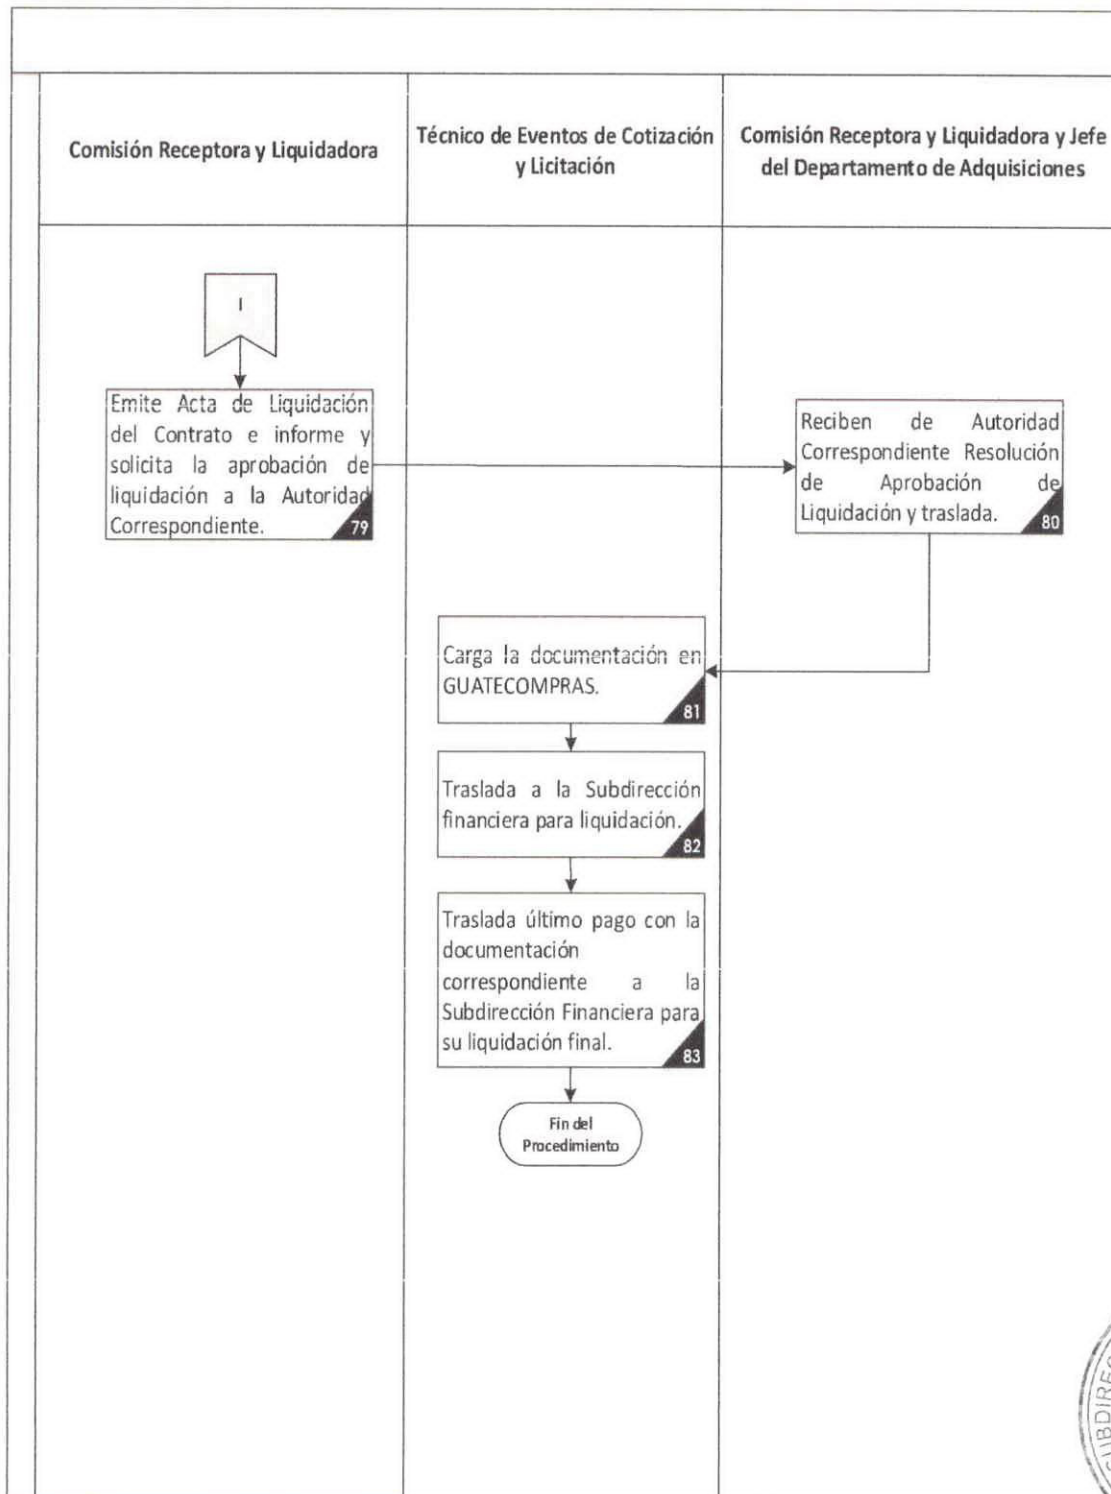 Comisión Receptora y Liquidadora
Técnico de Eventos de Cotización
y Licitación
Comisión Receptora y Liquidadora y Jefe
del Departamento de Adquisiciones
I
Emite Acta de Liquidación
del Contrato e informe y
solicita la aprobación de
liquidación a la Autoridad
Correspondiente.
79
Reciben de Autoridad
Correspondiente Resolución
de Aprobación de
Liquidación y traslada.
80
Carga la documentación en
GUATECOMPRAS.
81
Traslada a la Subdirección
financiera para liquidación.
82
Traslada último pago con la
documentación
correspondiente a la
Subdirección Financiera para
su liquidación final.
83
Fin del
Procedimiento